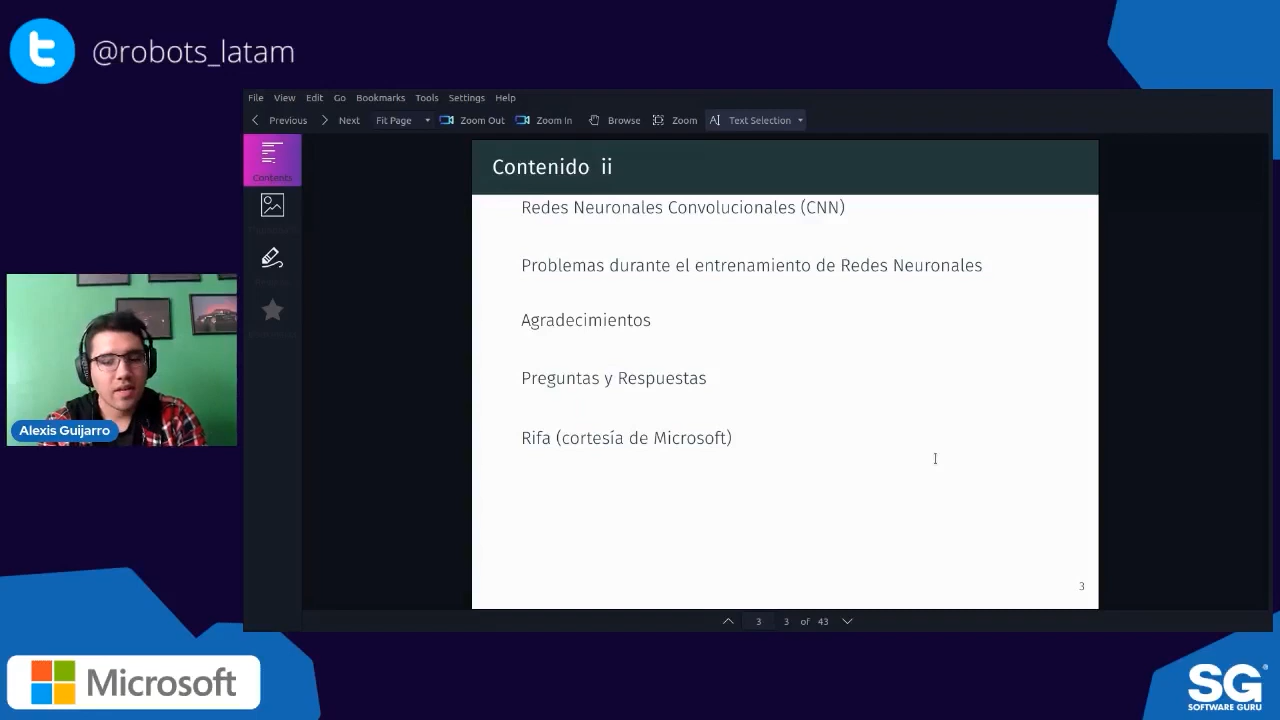 @robots_latam
File View Edit Go Bookmarks Tools Settings Help
Previous Next Fit Page Zoom Out Zoom In Browse Zoom Text Selection
Contents
Contenido ii
Redes Neuronales Convolucionales (CNN)
Problemas durante el entrenamiento de Redes Neuronales
Agradecimientos
Preguntas y Respuestas
Rifa (cortesía de Microsoft)
3
3 3 of 43
Alexis Guijarro
Microsoft
SG
SOFTWARE GURU